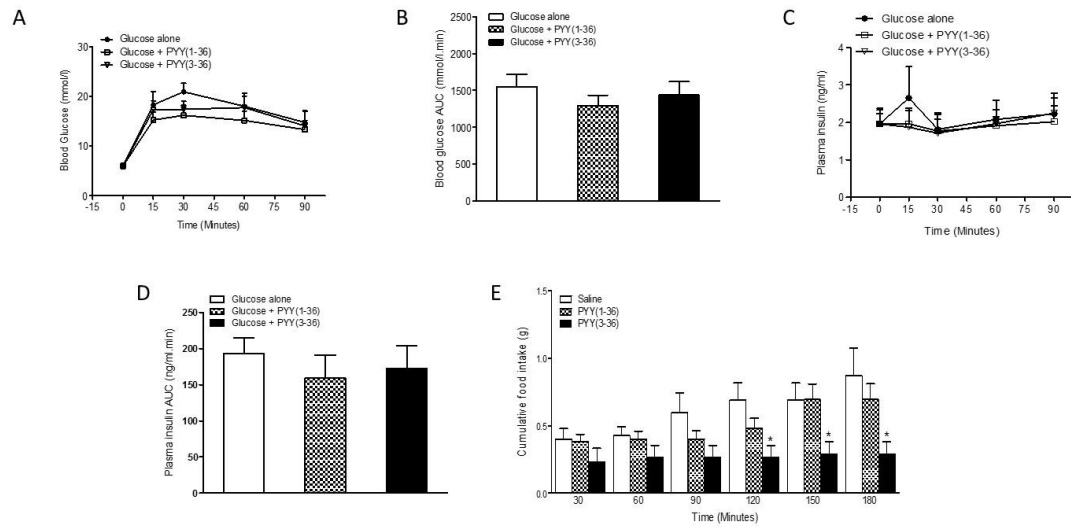 A
Glucose alone
Glucose + PYY(1-36)
Glucose + PYY(3-36)
Blood Glucose (mmol/l)
30
20
10
0
-15 0 15 30 45 60 75 90
Time (Minutes)
B
Glucose alone
Glucose + PYY(1-36)
Glucose + PYY(3-36)
Blood glucose AUC (mmol/l.min)
2500
2000
1500
1000
500
0
C
Glucose alone
Glucose + PYY(1-36)
Glucose + PYY(3-36)
Plasma insulin (ng/ml)
4
3
2
1
0
-15 0 15 30 45 60 75 90
Time (Minutes)
D
Glucose alone
Glucose + PYY(1-36)
Glucose + PYY(3-36)
Plasma insulin AUC (ng/ml.min)
250
200
150
100
50
0
E
Saline
PYY(1-36)
PYY(3-36)
Cumulative food intake (g)
1.5
1.0
0.5
0.0
* * *
30 60 90 120 150 180
Time (Minutes)